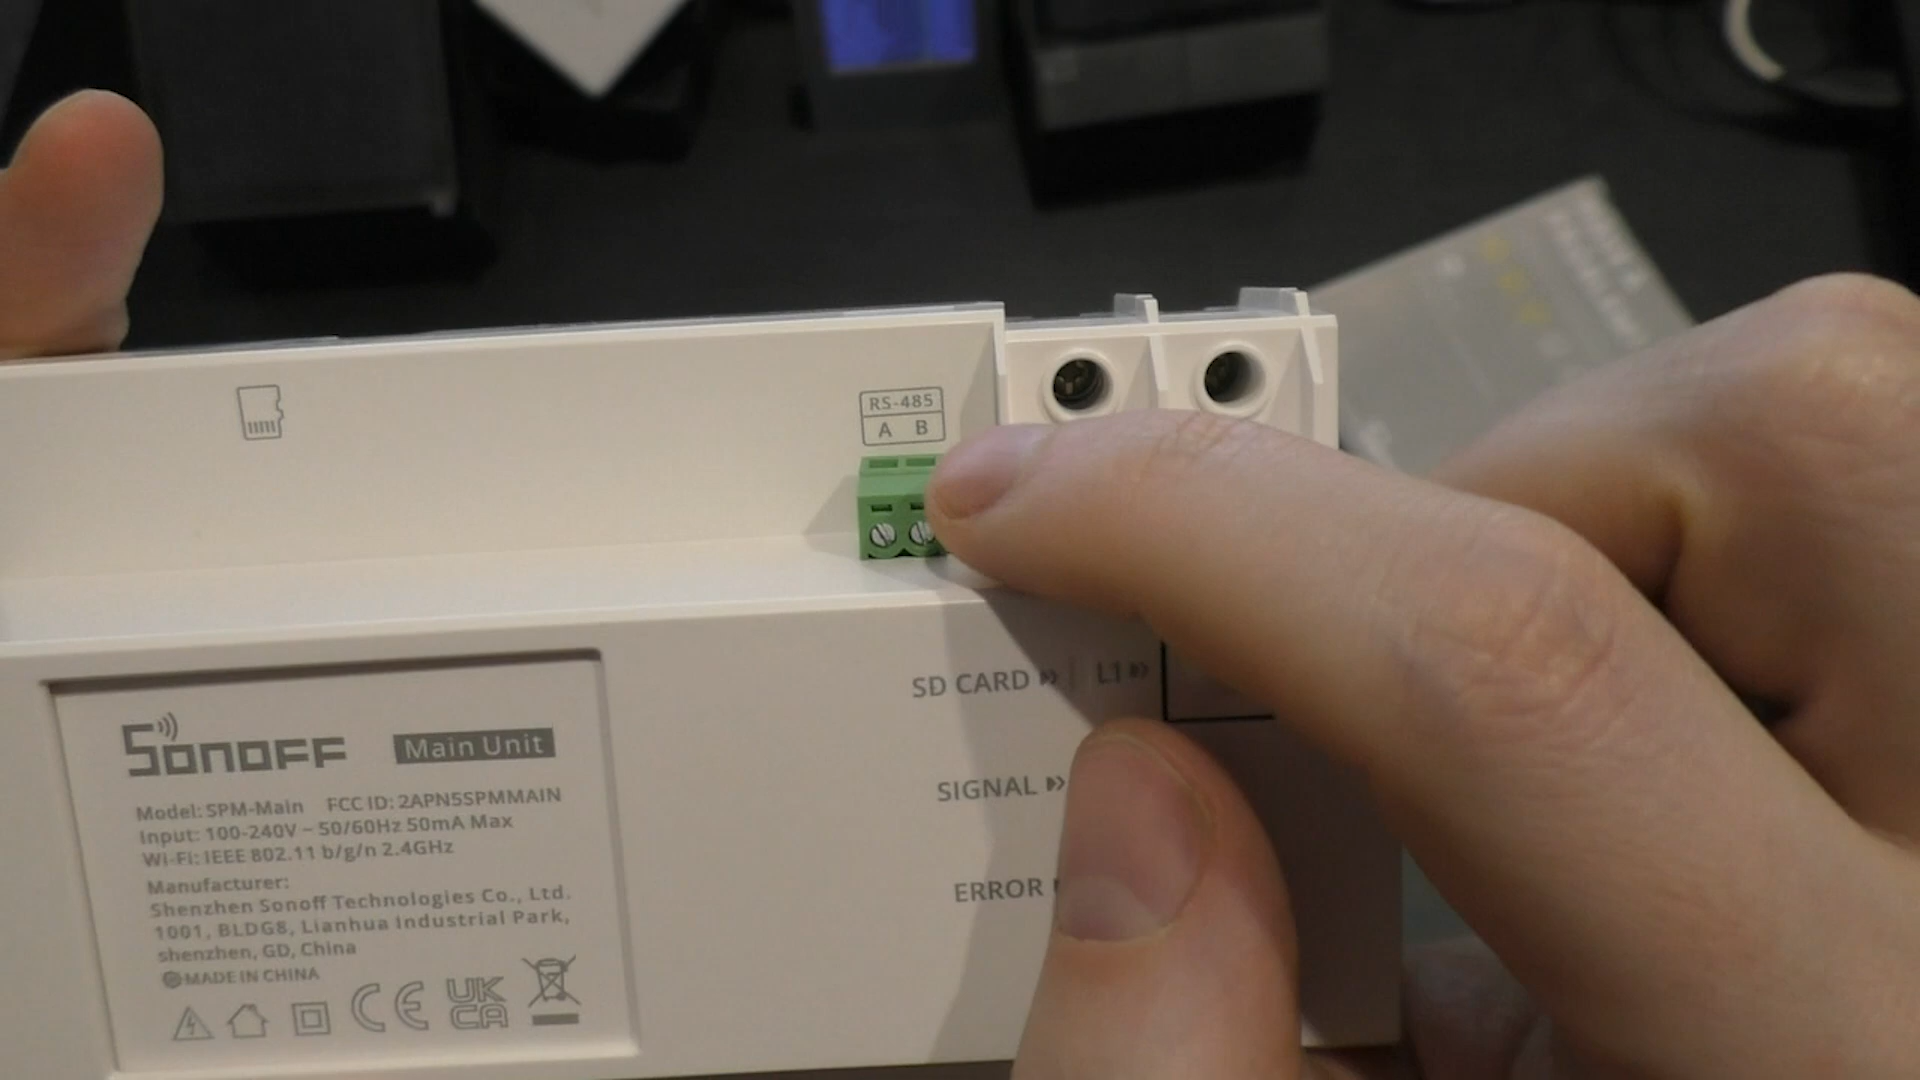 RS-485
A B
SD CARD L1
SIGNAL
ERROR
SONOFF Main Unit
Model: SPM-Main FCC ID: 2APN5SPMMAIN
Input: 100-240V ~ 50/60Hz 50mA Max
Wi-Fi: IEEE 802.11 b/g/n 2.4GHz
Manufacturer:
Shenzhen Sonoff Technologies Co., Ltd.
1001, BLDG8, Lianhua Industrial Park,
shenzhen, GD, China
MADE IN CHINA
CE UK
CA